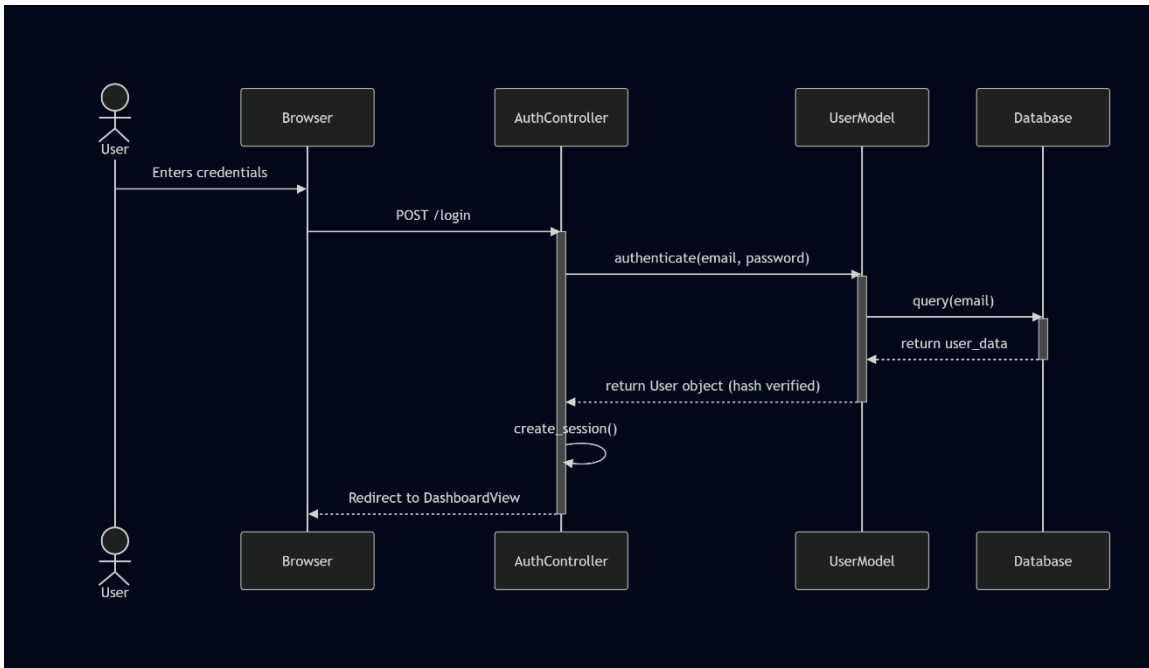 User
Browser
AuthController
UserModel
Database
Enters credentials
POST /login
authenticate(email, password)
query(email)
return user_data
return User object (hash verified)
create_session()
Redirect to DashboardView
User
Browser
AuthController
UserModel
Database